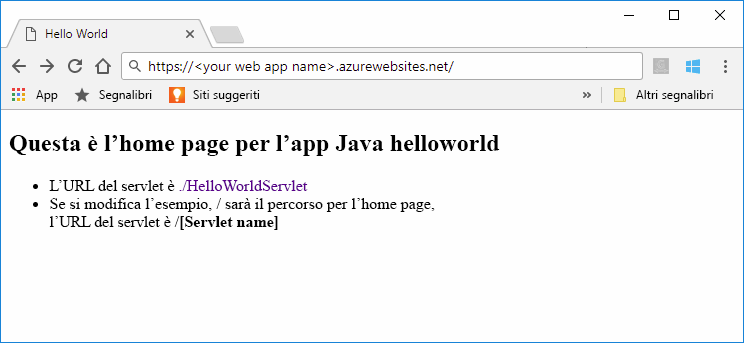 Hello World
https://<your web app name>.azurewebsites.net/
App Segnalibri Siti suggeriti » Altri segnalibri
Questa è l’home page per l’app Java helloworld
• L’URL del servlet è ./HelloWorldServlet
• Se si modifica l’esempio, / sarà il percorso per l’home page,
l’URL del servlet è /[Servlet name]